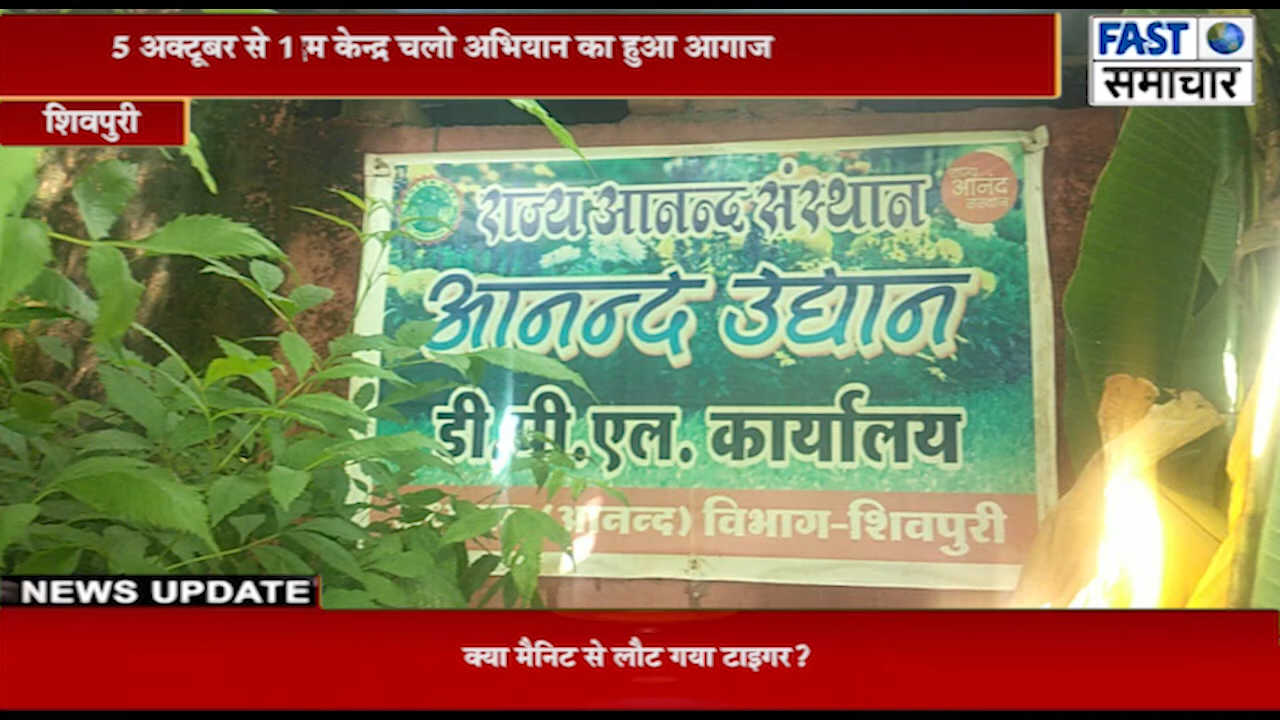 5 अक्टूबर से 1 म केन्द्र चलो अभियान का हुआ आगाज
FAST
समाचार
शिवपुरी
राज्य आनन्द संस्थान
राज्य
आनंद
संस्थान
आनन्द उद्यान
डी.पी.एल. कार्यालय
(आनन्द) विभाग-शिवपुरी
NEWS UPDATE
क्या मैनिट से लौट गया टाइगर?